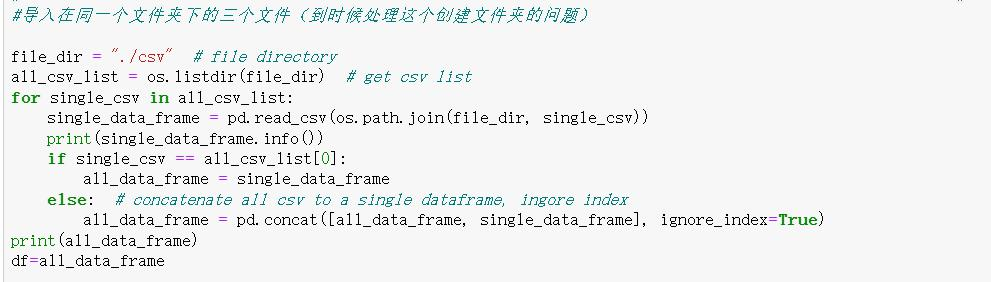 #导入在同一个文件夹下的三个文件（到时候处理这个创建文件夹的问题）
file_dir = "./csv"  # file directory
all_csv_list = os.listdir(file_dir)  # get csv list
for single_csv in all_csv_list:
    single_data_frame = pd.read_csv(os.path.join(file_dir, single_csv))
    print(single_data_frame.info())
    if single_csv == all_csv_list[0]:
        all_data_frame = single_data_frame
    else:  # concatenate all csv to a single dataframe, ingore index
        all_data_frame = pd.concat([all_data_frame, single_data_frame], ignore_index=True)
print(all_data_frame)
df=all_data_frame